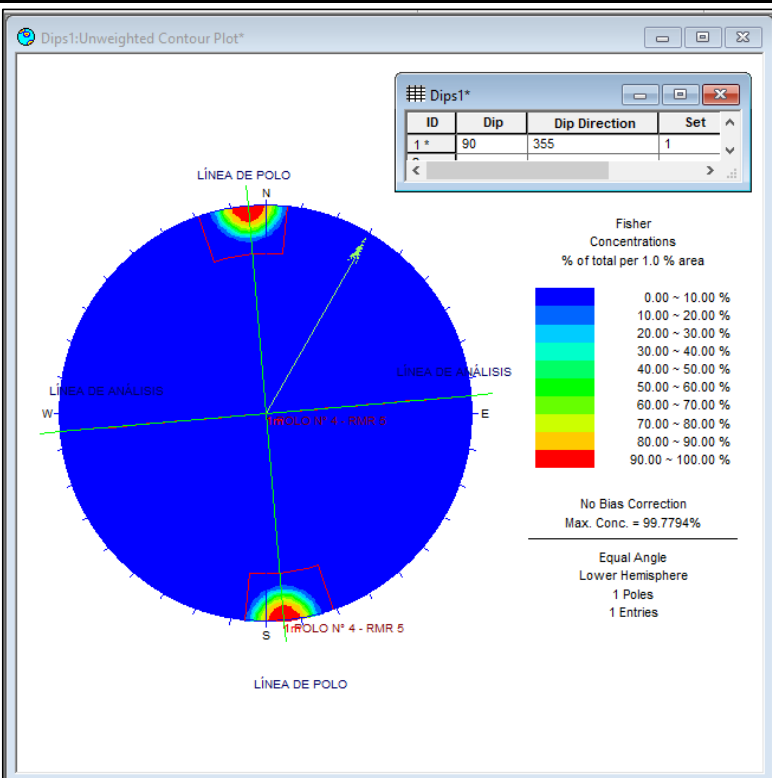 Dips1:Unweighted Contour Plot*
Dips1*
ID Dip Dip Direction Set
1 * 90 355 1
LÍNEA DE POLO
N
Fisher
Concentrations
% of total per 1.0 % area
0.00 ~ 10.00 %
10.00 ~ 20.00 %
20.00 ~ 30.00 %
30.00 ~ 40.00 %
40.00 ~ 50.00 %
50.00 ~ 60.00 %
60.00 ~ 70.00 %
70.00 ~ 80.00 %
80.00 ~ 90.00 %
90.00 ~ 100.00 %
LÍNEA DE ANÁLISIS
LÍNEA DE ANÁLISIS
W
E
1m OLO N° 4 - RMR 5
No Bias Correction
Max. Conc. = 99.7794%
Equal Angle
Lower Hemisphere
1 Poles
1 Entries
S
1m OLO N° 4 - RMR 5
LÍNEA DE POLO